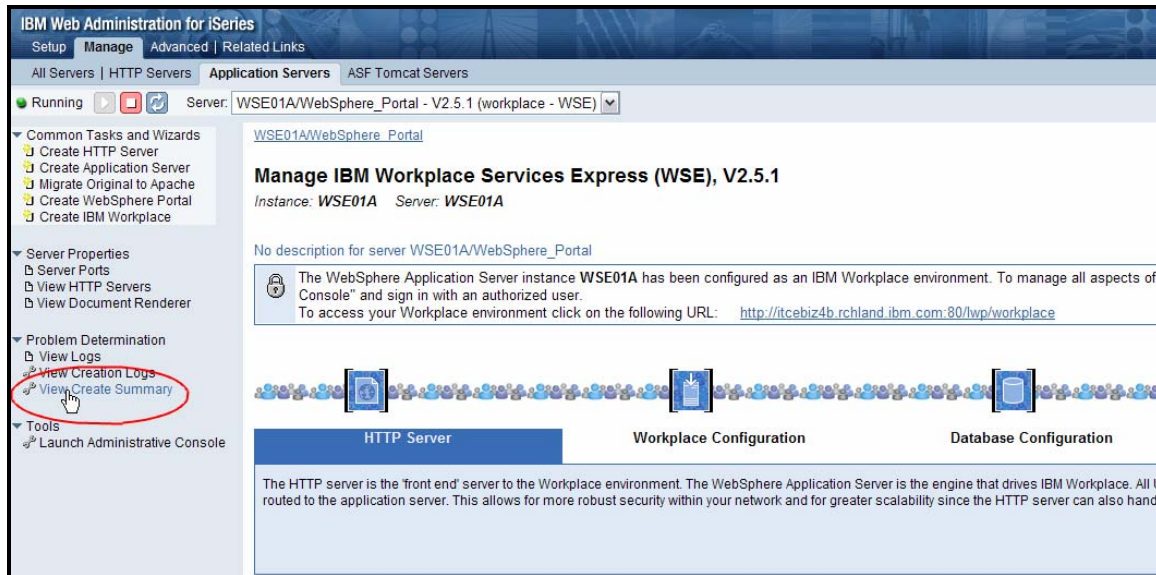 IBM Web Administration for iSeries
Setup Manage Advanced | Related Links
All Servers | HTTP Servers Application Servers ASF Tomcat Servers
Running Server: WSE01A/WebSphere_Portal - V2.5.1 (workplace - WSE)
Common Tasks and Wizards
Create HTTP Server
Create Application Server
Migrate Original to Apache
Create WebSphere Portal
Create IBM Workplace
Server Properties
Server Ports
View HTTP Servers
View Document Renderer
Problem Determination
View Logs
View Creation Logs
View Create Summary
Tools
Launch Administrative Console
WSE01A/WebSphere_Portal
Manage IBM Workplace Services Express (WSE), V2.5.1
Instance: WSE01A Server: WSE01A
No description for server WSE01A/WebSphere_Portal
The WebSphere Application Server instance WSE01A has been configured as an IBM Workplace environment. To manage all aspects of
Console" and sign in with an authorized user.
To access your Workplace environment click on the following URL: http://itcebiz4b.rchland.ibm.com:80/lwp/workplace
HTTP Server Workplace Configuration Database Configuration
The HTTP server is the 'front end' server to the Workplace environment. The WebSphere Application Server is the engine that drives IBM Workplace. All
routed to the application server. This allows for more robust security within your network and for greater scalability since the HTTP server can also hand